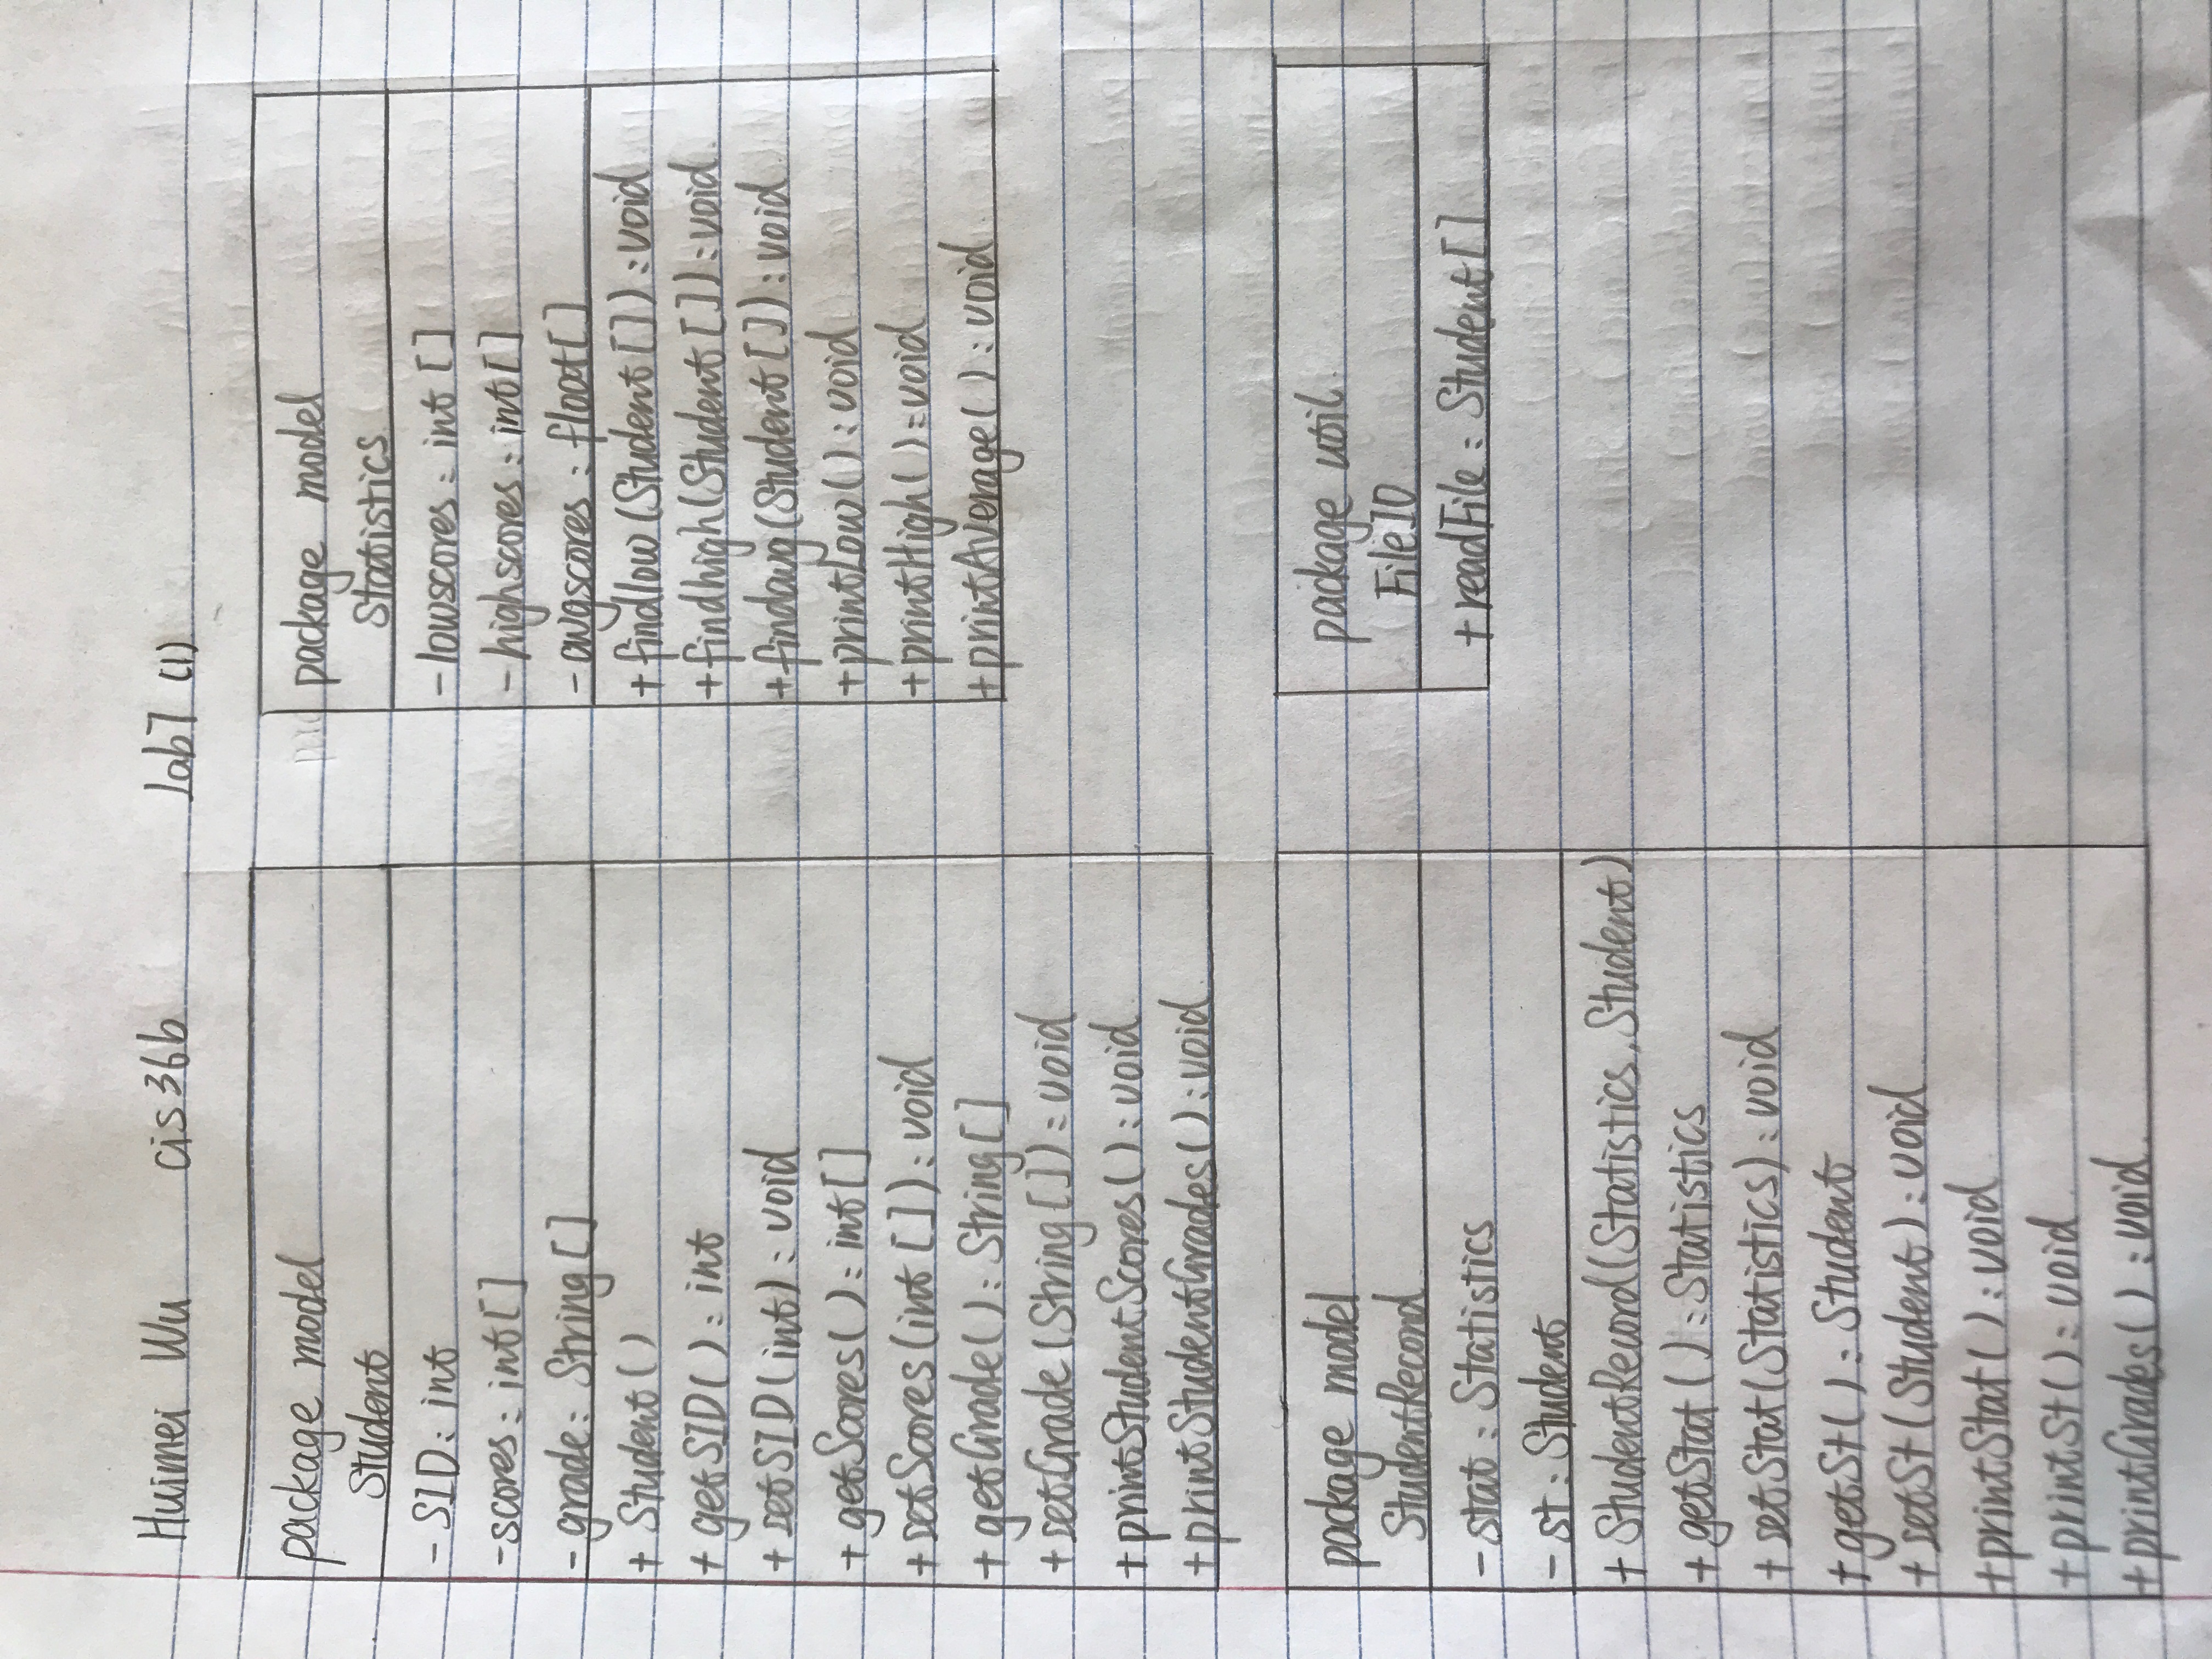 Huimei Wu cis36b lab7 (1)
package model
Student
- SID: int
- scores: int[]
- grade: String[]
+ Student()
+ getSID(): int
+ setSID(int): void
+ getScores(): int[]
+ setScores(int[]): void
+ getGrade(): String[]
+ setGrade(String[]): void
+ printStudentScores(): void
+ printStudentGrades(): void
package model
Statistics
- lowscores: int[]
- highscores: int[]
- avgscores: float[]
+ findlow(Student[]): void
+ findhigh(Student[]): void
+ findavg(Student[]): void
+ printLow(): void
+ printHigh(): void
+ printAverage(): void
package model
StudentRecord
- stat: Statistics
- st: Student
+ StudentRecord(Statistics, Student)
+ getStat(): Statistics
+ setStat(Statistics): void
+ getSt(): Student
+ setSt(Student): void
+ printStat(): void
+ printSt(): void
+ printGrades(): void
package util
FileIO
+ readFile: Student[]